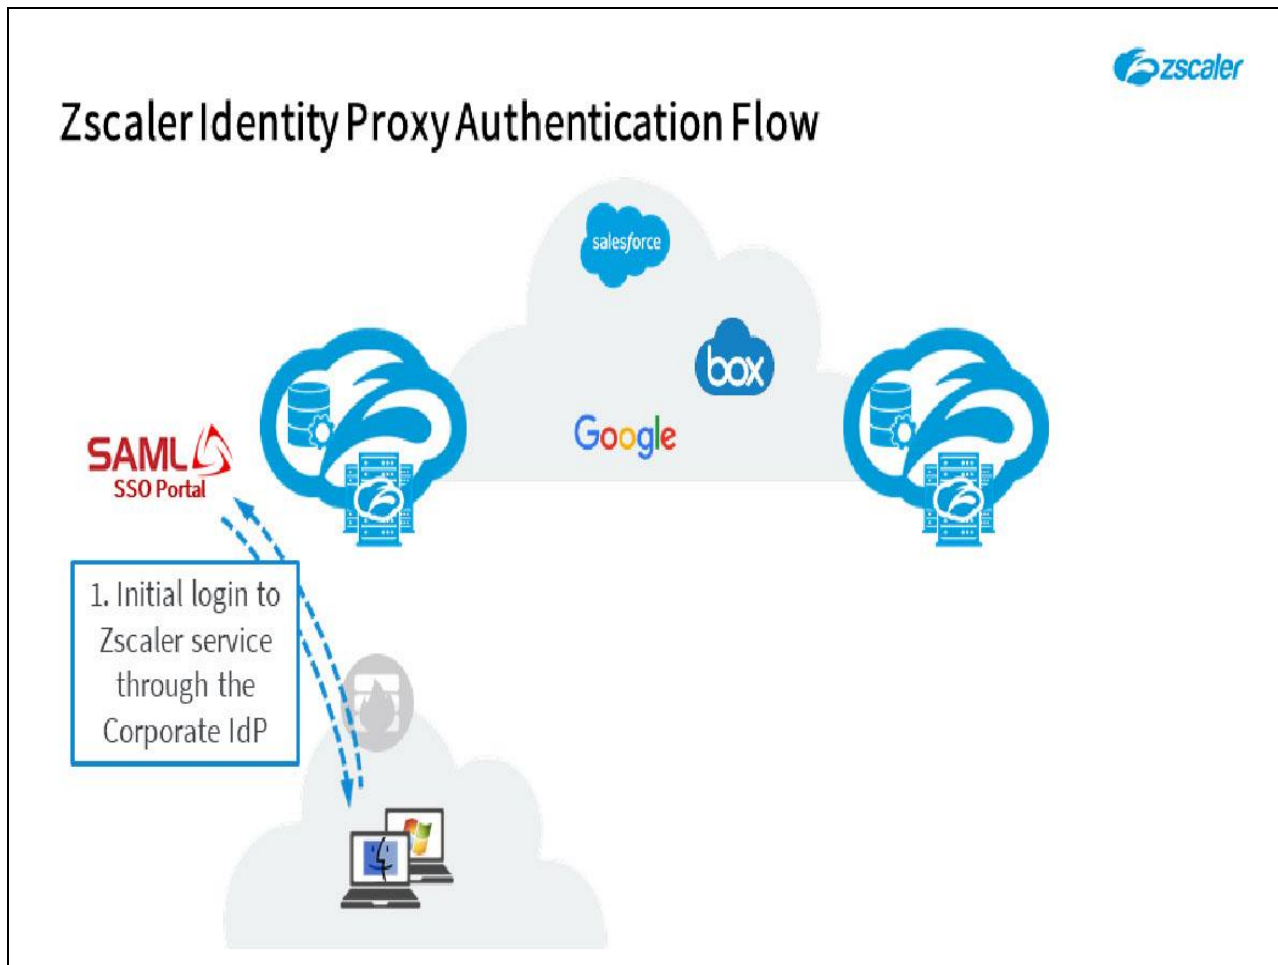 zscaler
Zscaler Identity Proxy Authentication Flow
salesforce
box
Google
SAML
SSO Portal
1. Initial login to
Zscaler service
through the
Corporate IdP